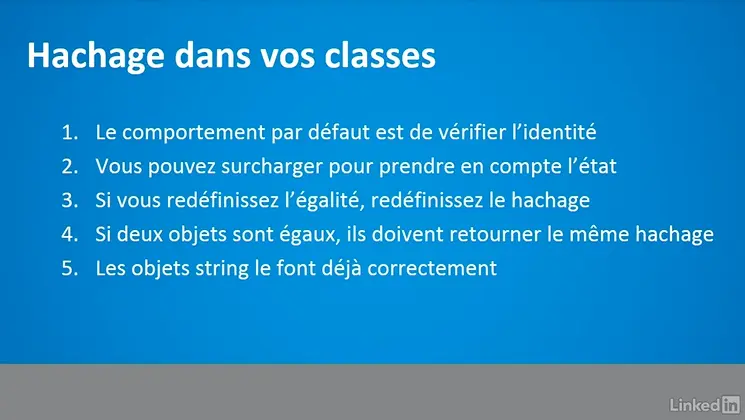 Hachage dans vos classes
1. Le comportement par défaut est de vérifier l’identité
2. Vous pouvez surcharger pour prendre en compte l’état
3. Si vous redéfinissez l’égalité, redéfinissez le hachage
4. Si deux objets sont égaux, ils doivent retourner le même hachage
5. Les objets string le font déjà correctement
LinkedIn